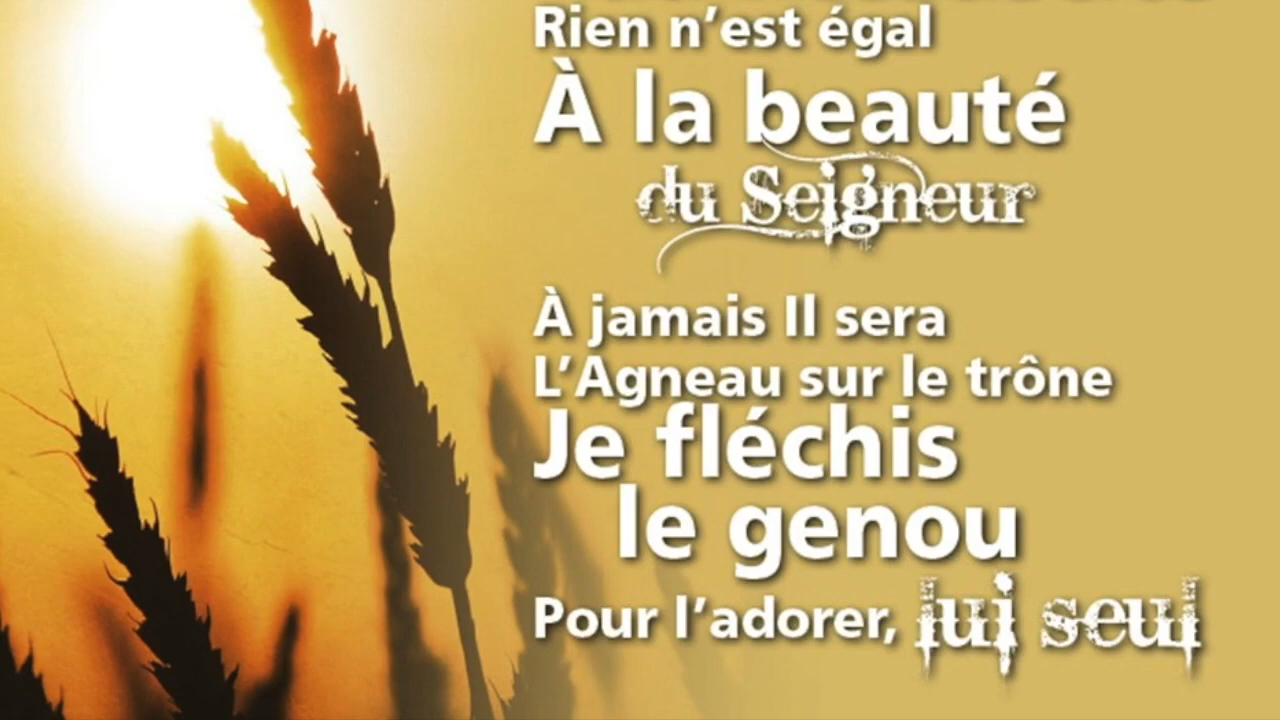 Rien n’est égal
À la beauté
du Seigneur
À jamais Il sera
L’Agneau sur le trône
Je fléchis
le genou
Pour l’adorer, lui seul